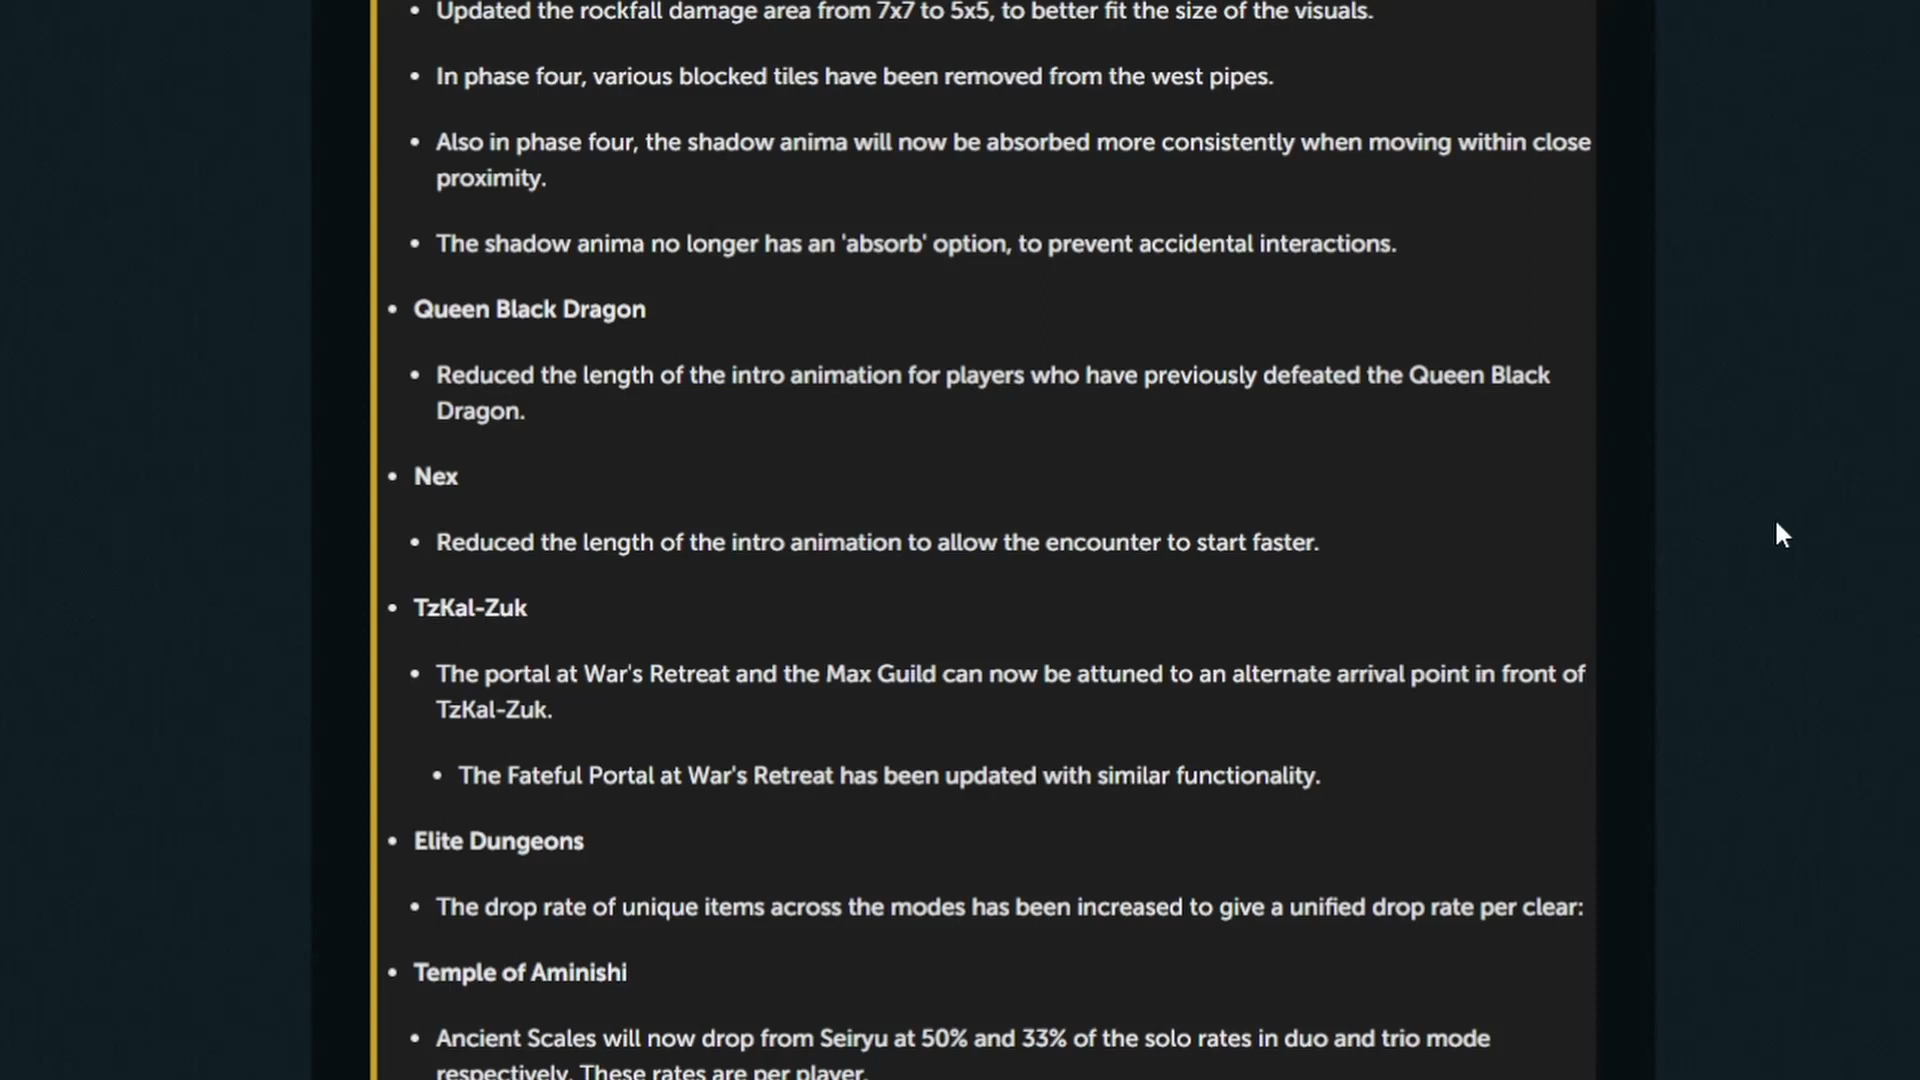 • Updated the rockfall damage area from 7x7 to 5x5, to better fit the size of the visuals.
• In phase four, various blocked tiles have been removed from the west pipes.
• Also in phase four, the shadow anima will now be absorbed more consistently when moving within close
proximity.
• The shadow anima no longer has an 'absorb' option, to prevent accidental interactions.
• Queen Black Dragon
• Reduced the length of the intro animation for players who have previously defeated the Queen Black
Dragon.
• Nex
• Reduced the length of the intro animation to allow the encounter to start faster.
• TzKal-Zuk
• The portal at War's Retreat and the Max Guild can now be attuned to an alternate arrival point in front of
TzKal-Zuk.
• The Fateful Portal at War's Retreat has been updated with similar functionality.
• Elite Dungeons
• The drop rate of unique items across the modes has been increased to give a unified drop rate per clear:
• Temple of Aminishi
• Ancient Scales will now drop from Seiryu at 50% and 33% of the solo rates in duo and trio mode
respectively. These rates are per player.